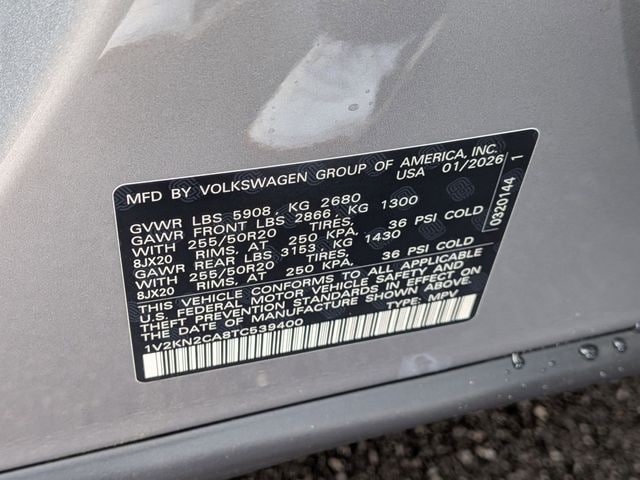 MFD BY VOLKSWAGEN GROUP OF AMERICA, INC.
USA 01/2026
GVWR LBS 5908, KG 2680
GAWR FRONT LBS 2866, KG 1300
WITH 255/50R20 TIRES, 36 PSI COLD
8JX20 RIMS, AT 250 KPA,
GAWR REAR LBS 3153, KG 1430
WITH 255/50R20 TIRES, 36 PSI COLD
8JX20 RIMS, AT 250 KPA,
THIS VEHICLE CONFORMS TO ALL APPLICABLE
U.S. FEDERAL MOTOR VEHICLE SAFETY AND
THEFT PREVENTION STANDARDS IN EFFECT ON
THE DATE OF MANUFACTURE SHOWN ABOVE.
1V2KN2CA8TC539400 TYPE: MPV
0320144 1